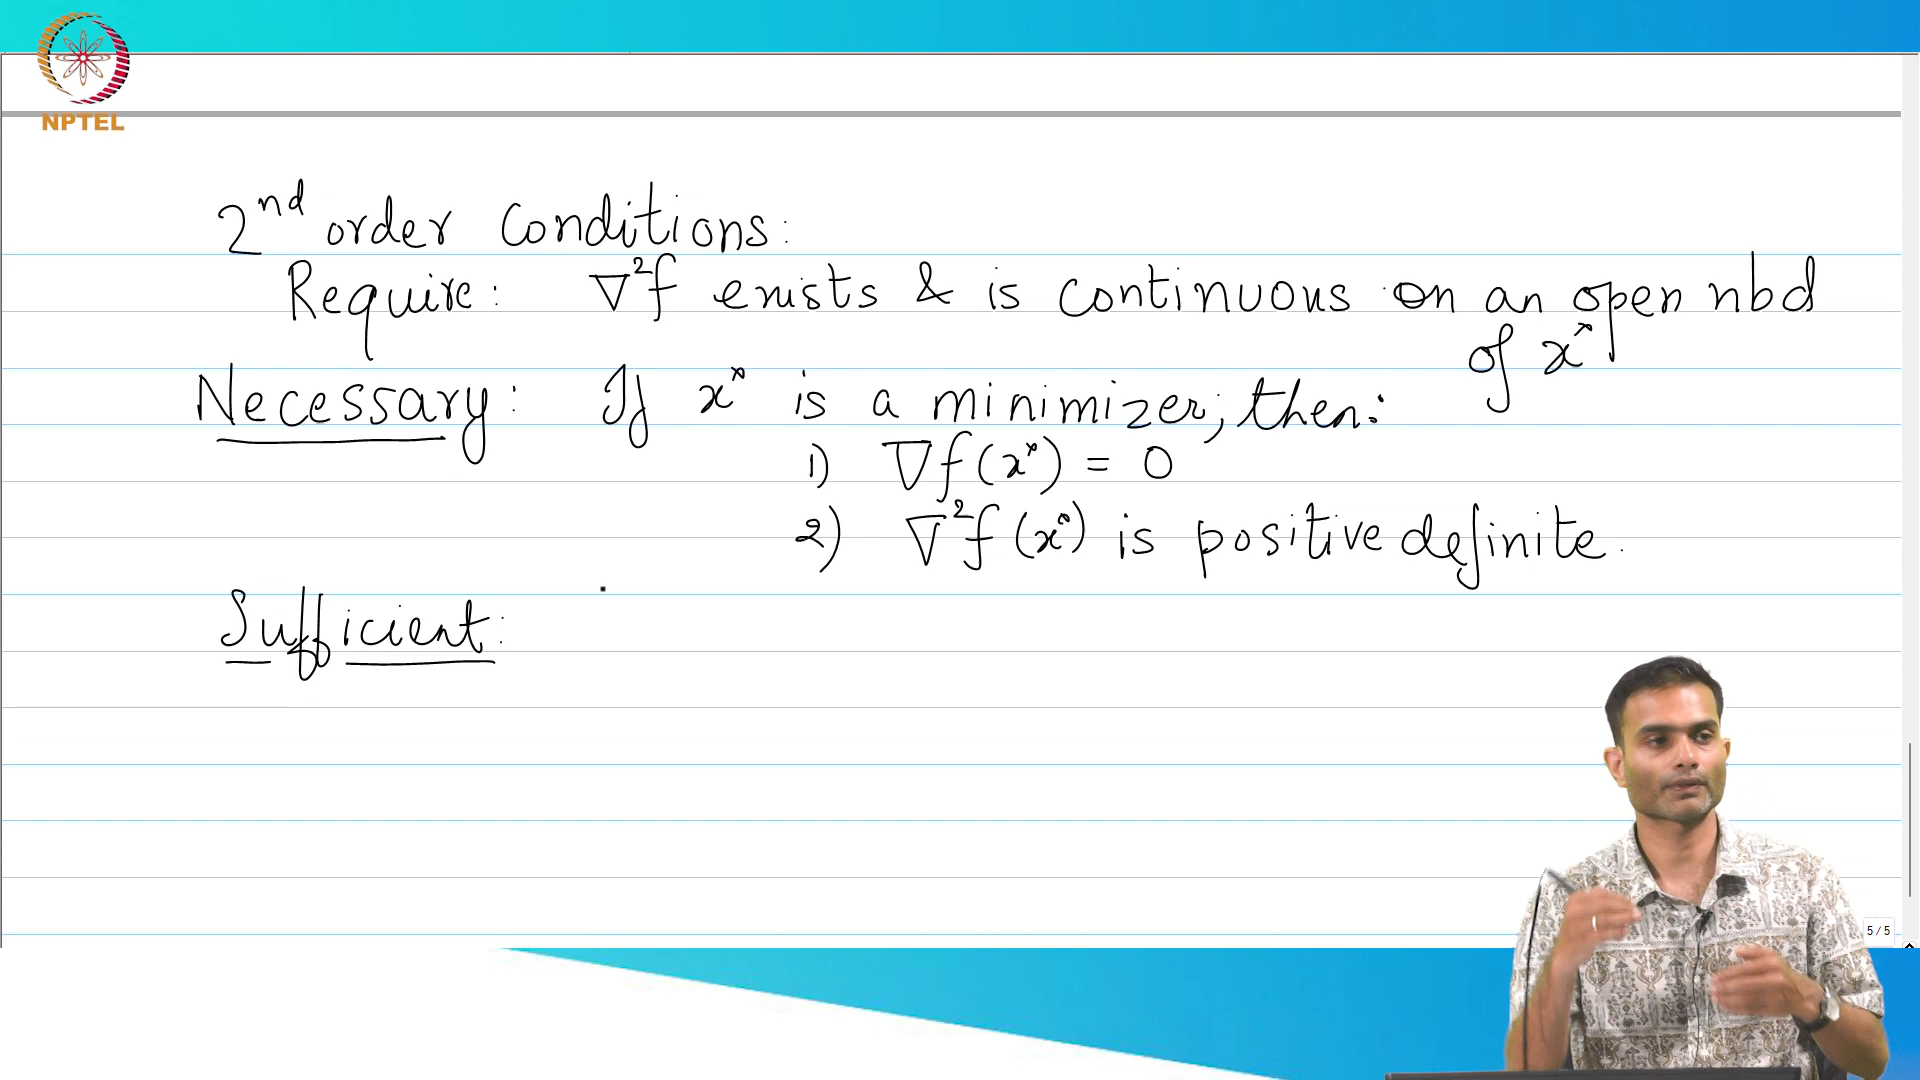 NPTEL
2nd order conditions:
Require: ∇²f exists & is continuous on an open nbd
of x*
Necessary: If x* is a minimizer, then:
1) ∇f(x*) = 0
2) ∇²f(x*) is positive definite.
Sufficient:
5 / 5